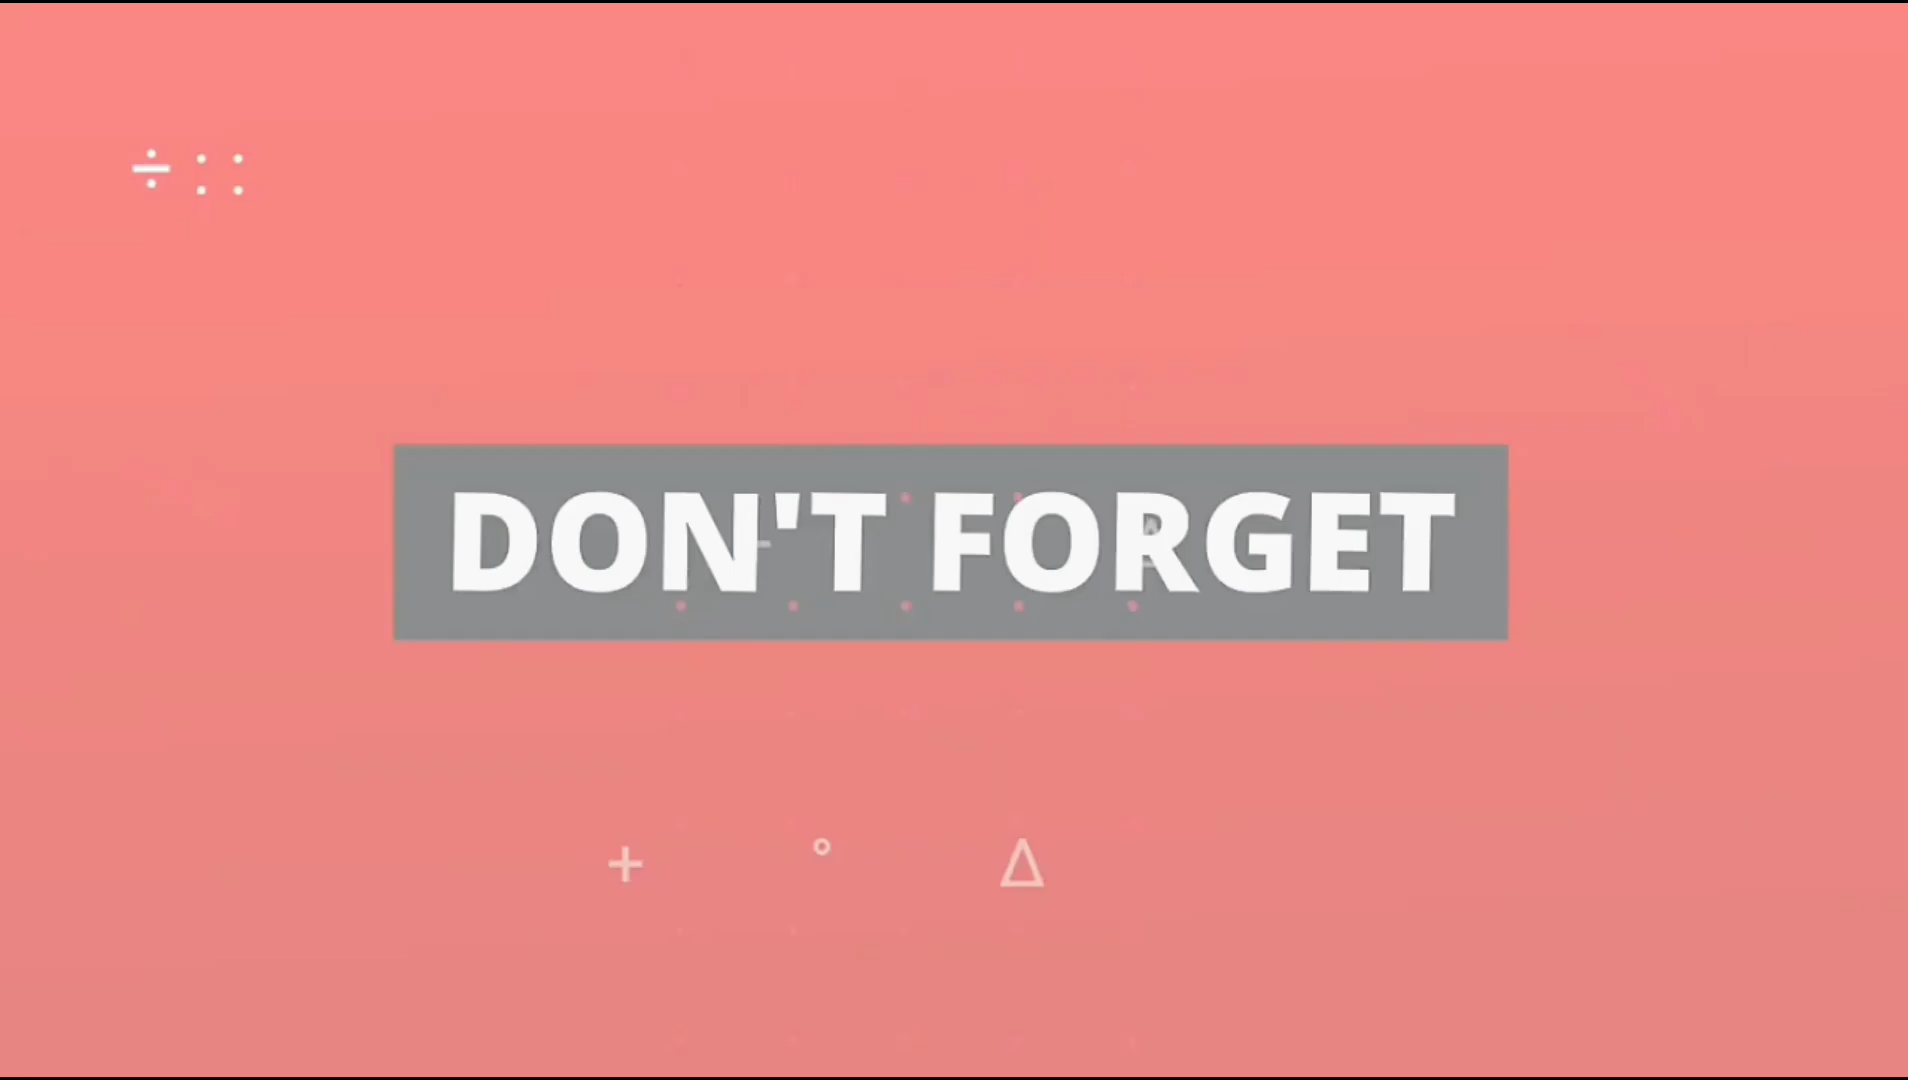 ÷ : :
DON'T FORGET
+ ° Δ